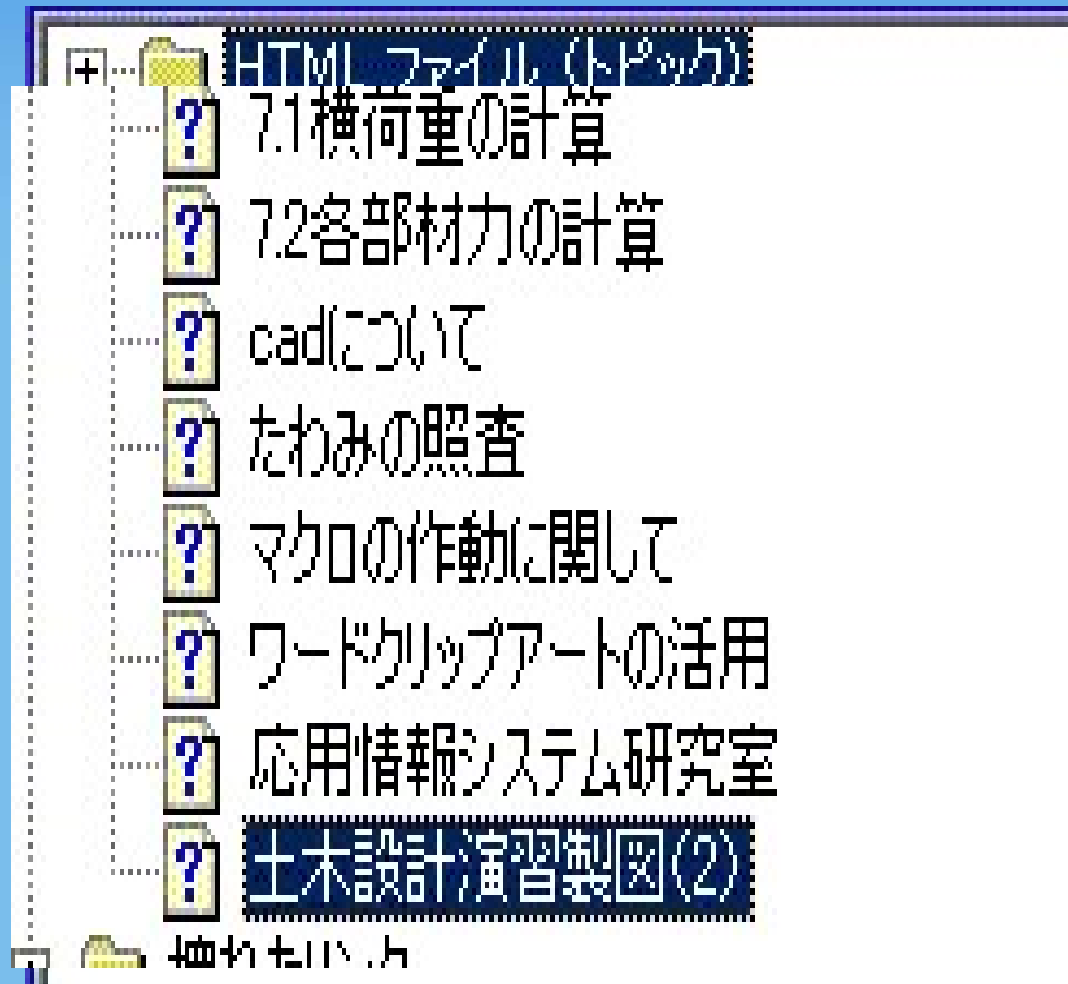 HTML ファイル (トピック)
7.1横荷重の計算
7.2各部材力の計算
cadについて
たわみの照査
マクロの作動に関して
ワードクリップアートの活用
応用情報システム研究室
土木設計演習製図(2)